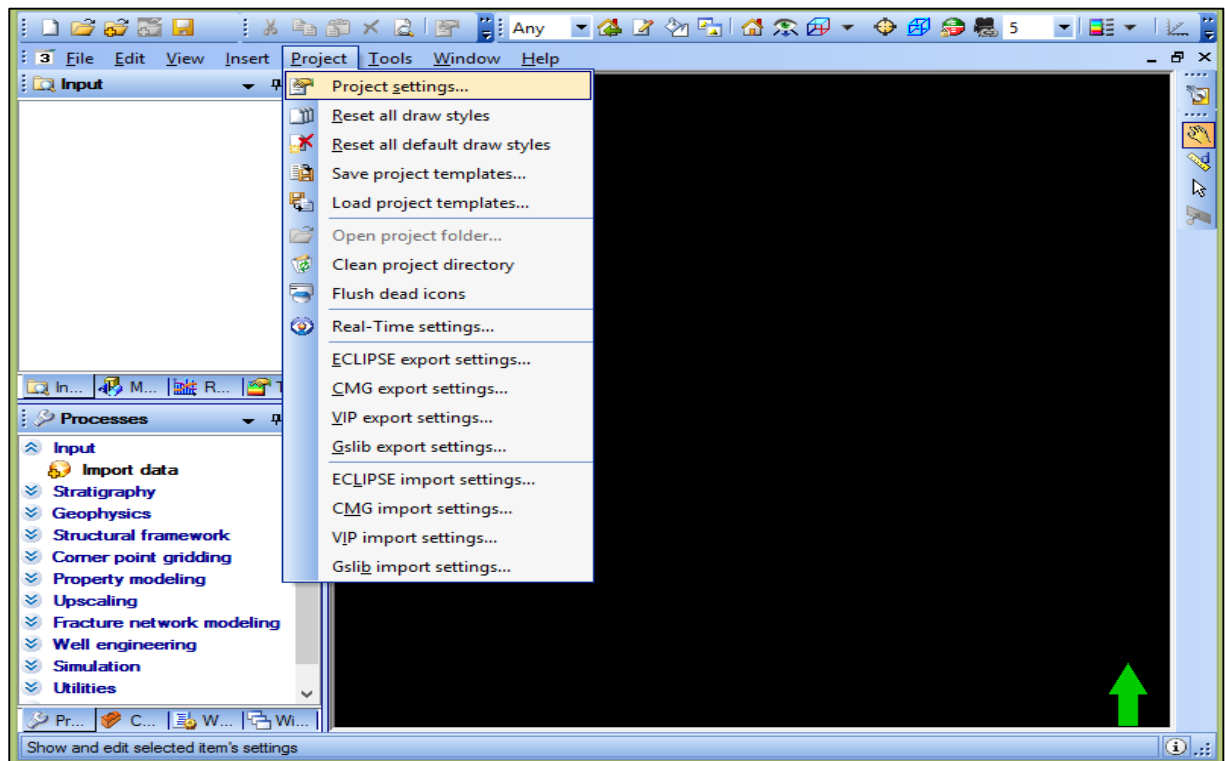 Any 5
3 File Edit View Insert Project Tools Window Help
Input
Project settings...
Reset all draw styles
Reset all default draw styles
Save project templates...
Load project templates...
Open project folder...
Clean project directory
Flush dead icons
Real-Time settings...
ECLIPSE export settings...
CMG export settings...
VIP export settings...
Gslib export settings...
ECLIPSE import settings...
CMG import settings...
VIP import settings...
Gslib import settings...
In... M... R... T
Processes
Input
Import data
Stratigraphy
Geophysics
Structural framework
Corner point gridding
Property modeling
Upscaling
Fracture network modeling
Well engineering
Simulation
Utilities
Pr... C... W... Wi...
Show and edit selected item's settings